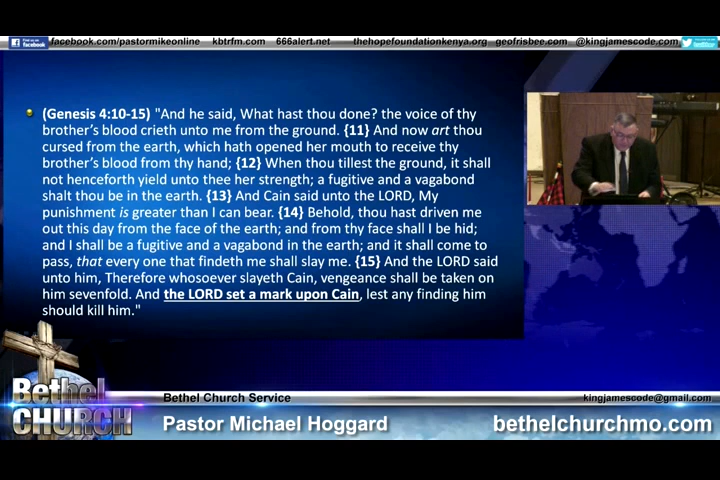 Find us on facebook facebook.com/pastormikeonline kbtrfm.com 666alert.net thehopefoundationkenya.org geofrisbee.com @kingjamescode.com twitter
(Genesis 4:10-15) "And he said, What hast thou done? the voice of thy
brother's blood crieth unto me from the ground. {11} And now art thou
cursed from the earth, which hath opened her mouth to receive thy
brother's blood from thy hand; {12} When thou tillest the ground, it shall
not henceforth yield unto thee her strength; a fugitive and a vagabond
shalt thou be in the earth. {13} And Cain said unto the LORD, My
punishment is greater than I can bear. {14} Behold, thou hast driven me
out this day from the face of the earth; and from thy face shall I be hid;
and I shall be a fugitive and a vagabond in the earth; and it shall come to
pass, that every one that findeth me shall slay me. {15} And the LORD said
unto him, Therefore whosoever slayeth Cain, vengeance shall be taken on
him sevenfold. And the LORD set a mark upon Cain, lest any finding him
should kill him."
Bethel
CHURCH
Bethel Church Service kingjamescode@gmail.com
Pastor Michael Hoggard bethelchurchmo.com